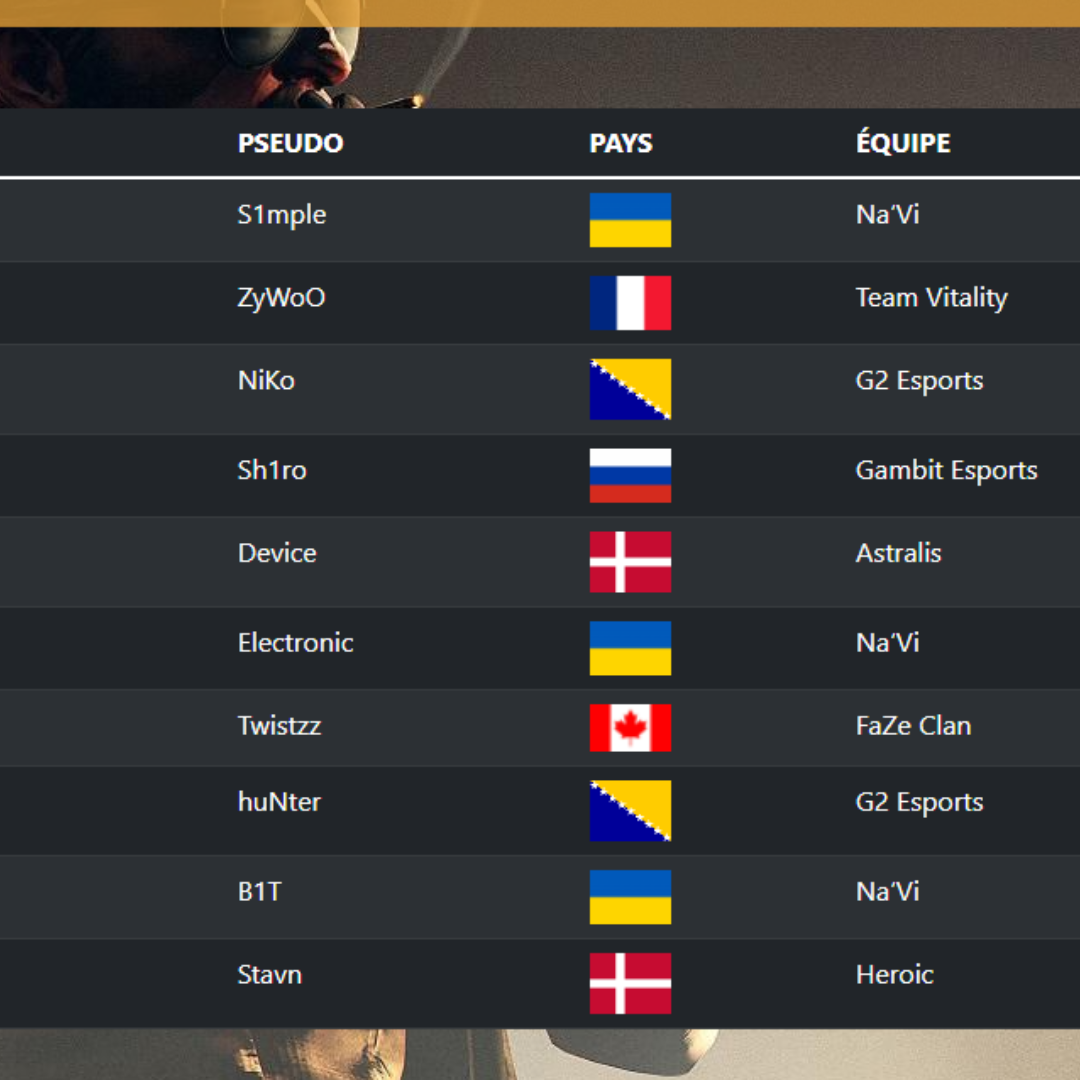 PSEUDO PAYS ÉQUIPE
S1mple Na’Vi
ZyWoO Team Vitality
NiKo G2 Esports
Sh1ro Gambit Esports
Device Astralis
Electronic Na’Vi
Twistzz FaZe Clan
huNter G2 Esports
B1T Na’Vi
Stavn Heroic